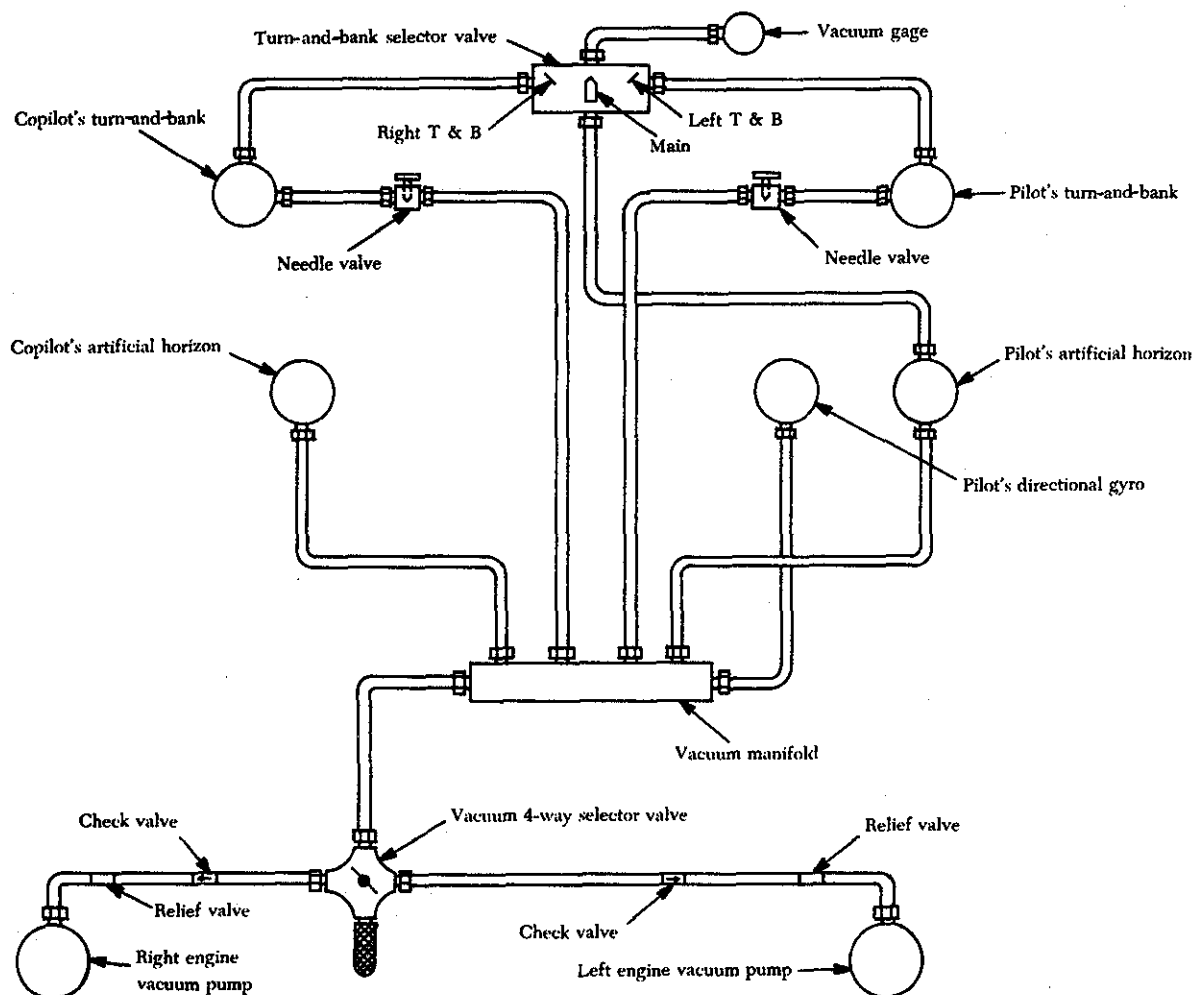 Vacuum gage
Turn-and-bank selector valve
Copilot's turn-and-bank
Right T & B
Left T & B
Main
Pilot's turn-and-bank
Needle valve
Needle valve
Copilot's artificial horizon
Pilot's artificial horizon
Pilot's directional gyro
Vacuum manifold
Check valve
Vacuum 4-way selector valve
Relief valve
Relief valve
Check valve
Right engine
vacuum pump
Left engine vacuum pump